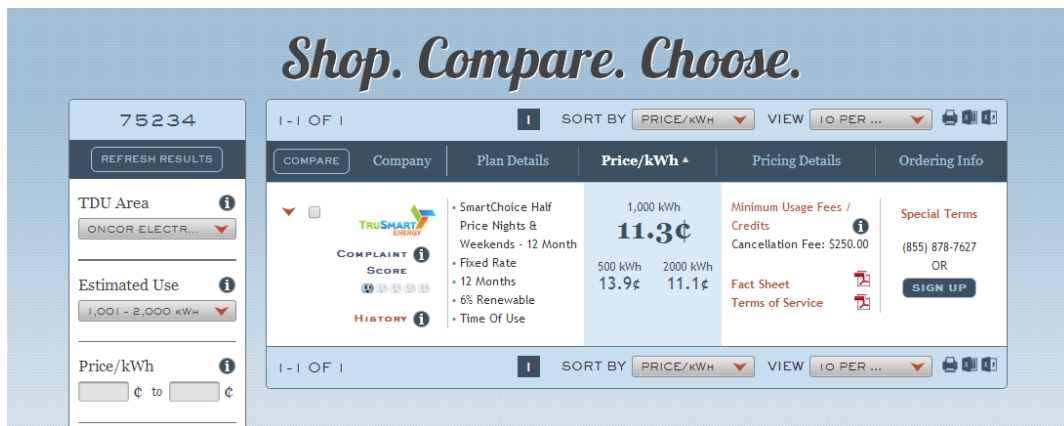 Shop. Compare. Choose.
75234
REFRESH RESULTS
TDU Area
ONCOR ELECTR...
Estimated Use
1,001 - 2,000 KWH
Price/kWh
¢ to ¢
1-1 OF 1
1
SORT BY PRICE/KWH
VIEW 10 PER ...
COMPARE
Company
Plan Details
Price/kWh
Pricing Details
Ordering Info
TRUSMART
ENERGY
COMPLAINT
SCORE
HISTORY
• SmartChoice Half
Price Nights &
Weekends - 12 Month
• Fixed Rate
• 12 Months
• 6% Renewable
• Time Of Use
1,000 kWh
11.3¢
500 kWh 2000 kWh
13.9¢ 11.1¢
Minimum Usage Fees /
Credits
Cancellation Fee: $250.00
Fact Sheet
Terms of Service
Special Terms
(855) 878-7627
OR
SIGN UP
1-1 OF 1
1
SORT BY PRICE/KWH
VIEW 10 PER ...